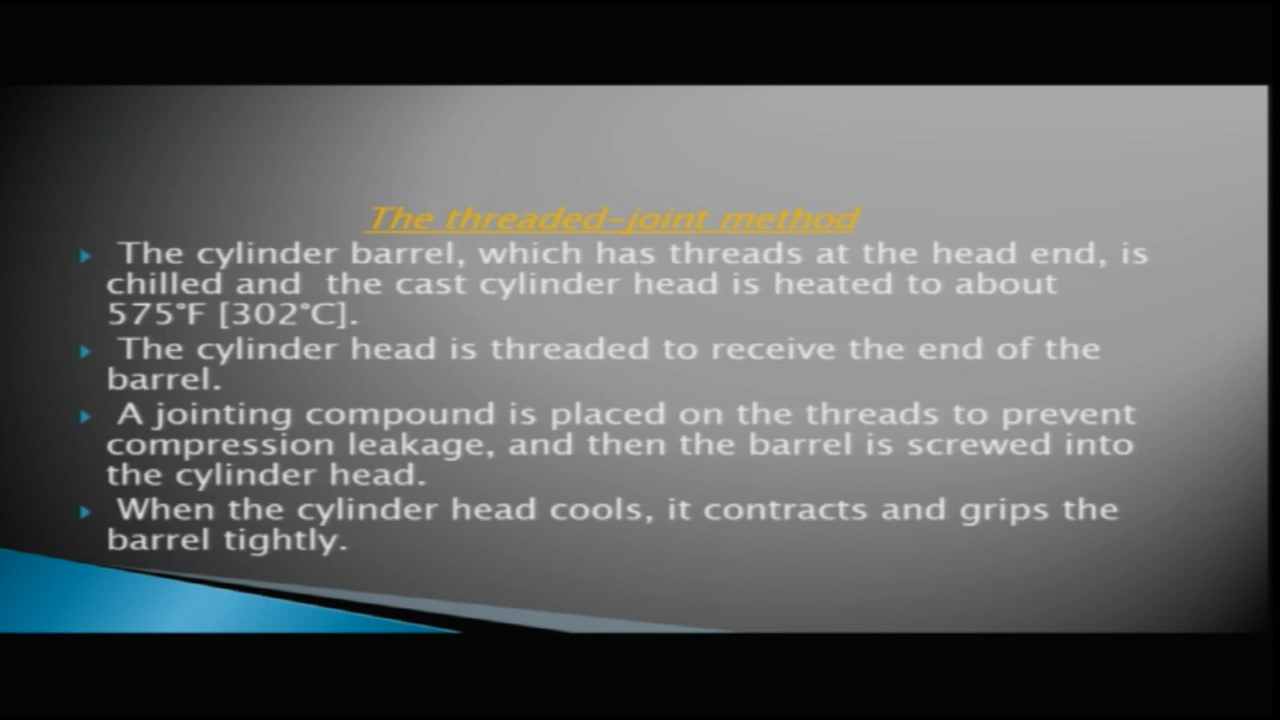 The threaded-joint method
The cylinder barrel, which has threads at the head end, is
chilled and the cast cylinder head is heated to about
575°F [302°C].
The cylinder head is threaded to receive the end of the
barrel.
A jointing compound is placed on the threads to prevent
compression leakage, and then the barrel is screwed into
the cylinder head.
When the cylinder head cools, it contracts and grips the
barrel tightly.